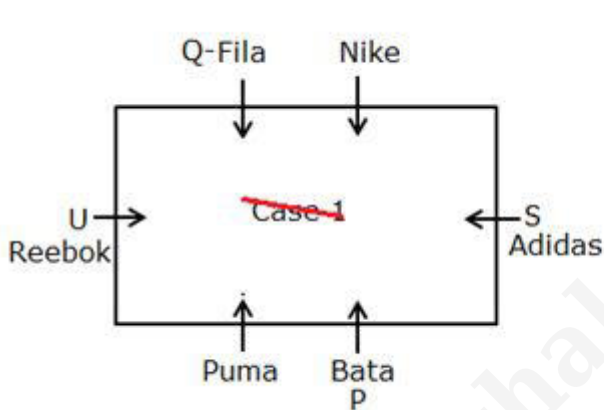 Q-Fila Nike
Case 1
U
Reebok
S
Adidas
Puma Bata
P